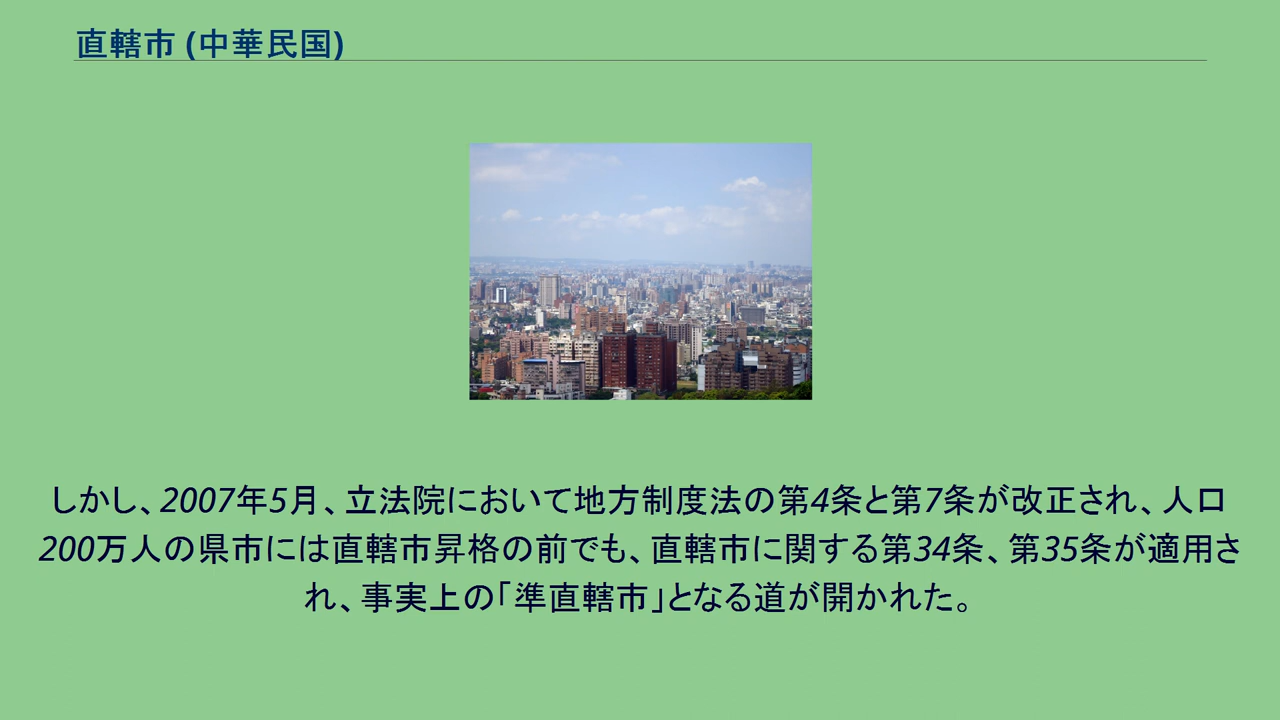 直轄市 (中華民国)
しかし、2007年5月、立法院において地方制度法の第4条と第7条が改正され、人口
200万人の県市には直轄市昇格の前でも、直轄市に関する第34条、第35条が適用さ
れ、事実上の「準直轄市」となる道が開かれた。